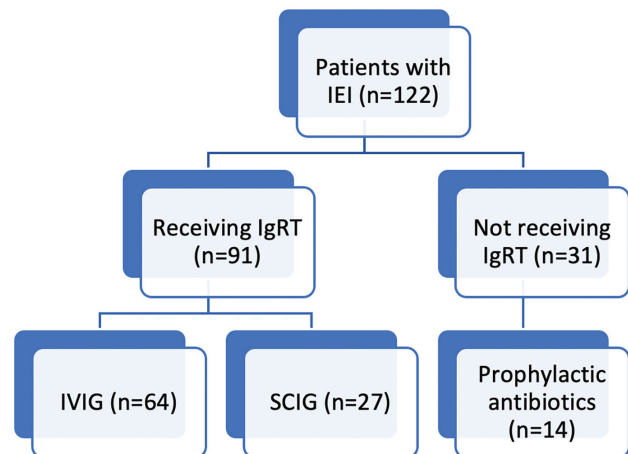 Patients with
IEI (n=122)
Receiving IgRT
(n=91)
Not receiving
IgRT (n=31)
IVIG (n=64)
SCIG (n=27)
Prophylactic
antibiotics
(n=14)